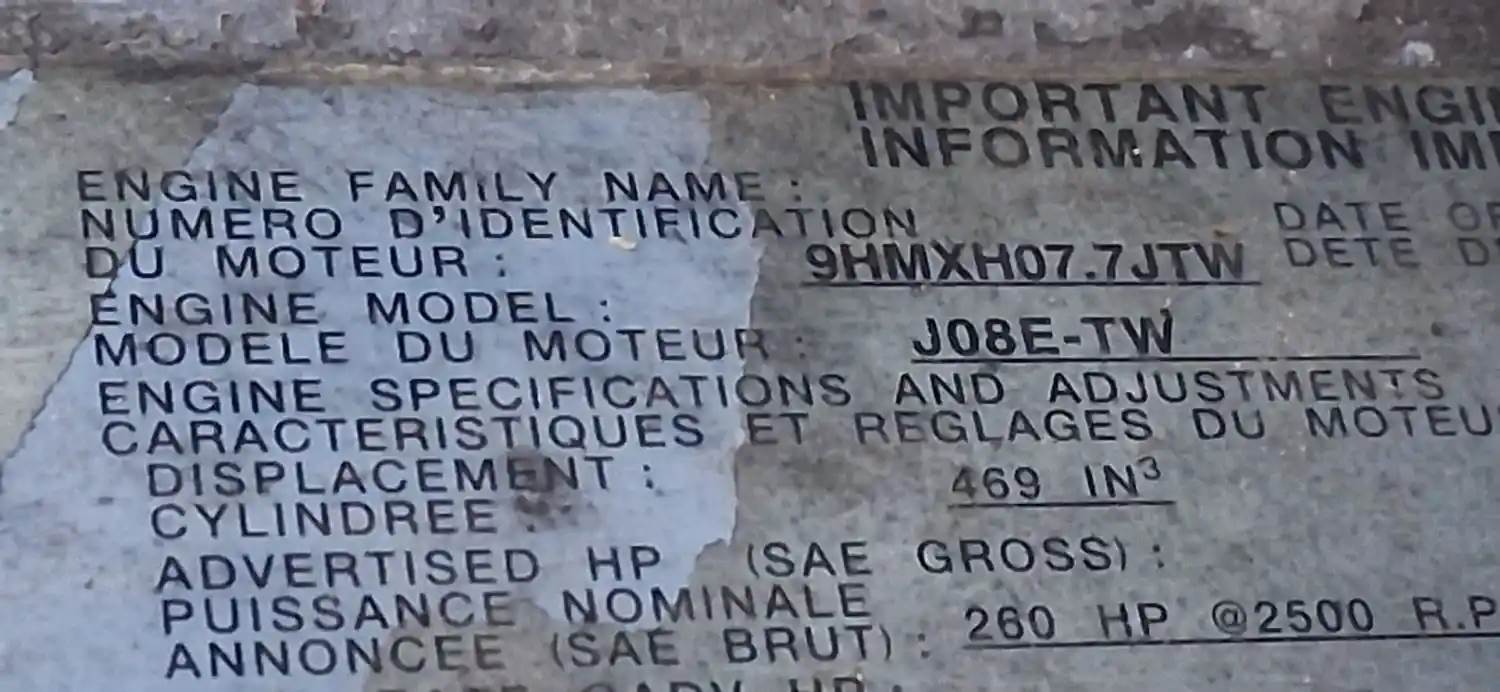 IMPORTANT ENGI
INFORMATION IM
ENGINE FAMILY NAME :
NUMERO D'IDENTIFICATION
DU MOTEUR : 9HMXH07.7JTW
DATE OF
DETE D'
ENGINE MODEL :
MODELE DU MOTEUR : J08E-TW
ENGINE SPECIFICATIONS AND ADJUSTMENTS
CARACTERISTIQUES ET REGLAGES DU MOTEU
DISPLACEMENT : 469 IN³
CYLINDREE :
ADVERTISED HP (SAE GROSS) :
PUISSANCE NOMINALE
ANNONCEE (SAE BRUT) : 260 HP @2500 R.P